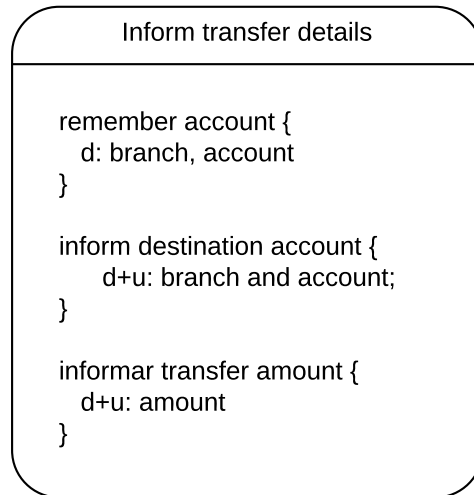 Inform transfer details
remember account {
d: branch, account
}
inform destination account {
d+u: branch and account;
}
informar transfer amount {
d+u: amount
}